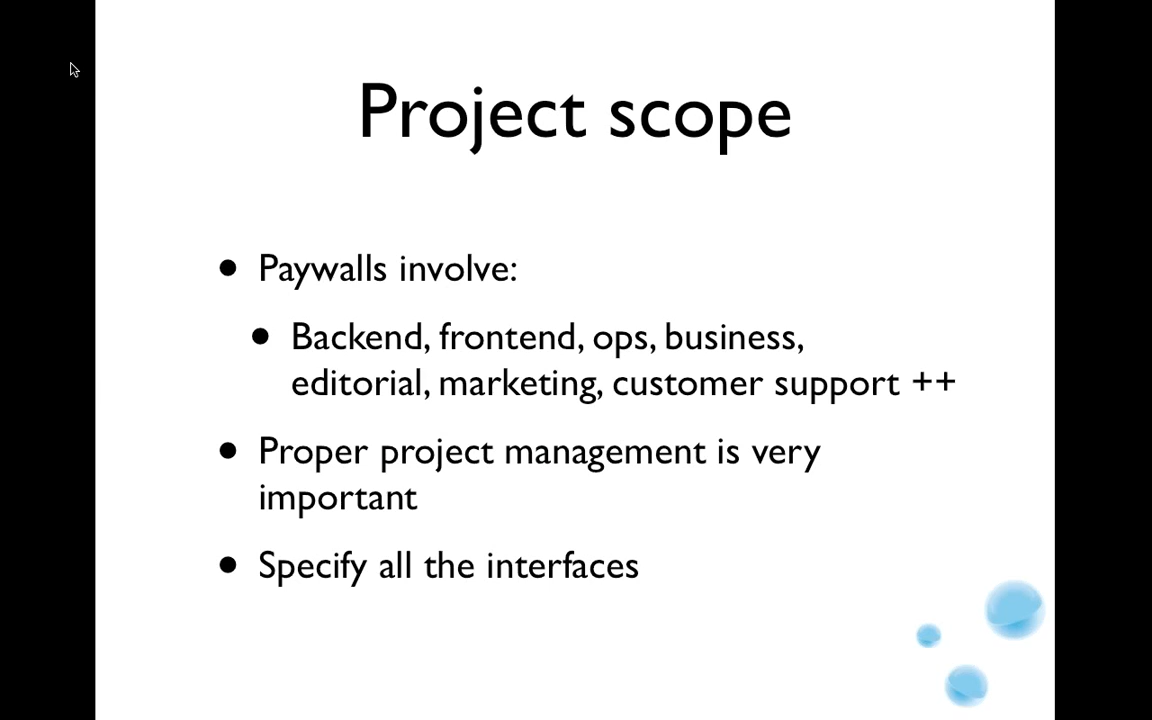 Project scope
• Paywalls involve:
• Backend, frontend, ops, business,
editorial, marketing, customer support ++
• Proper project management is very
important
• Specify all the interfaces